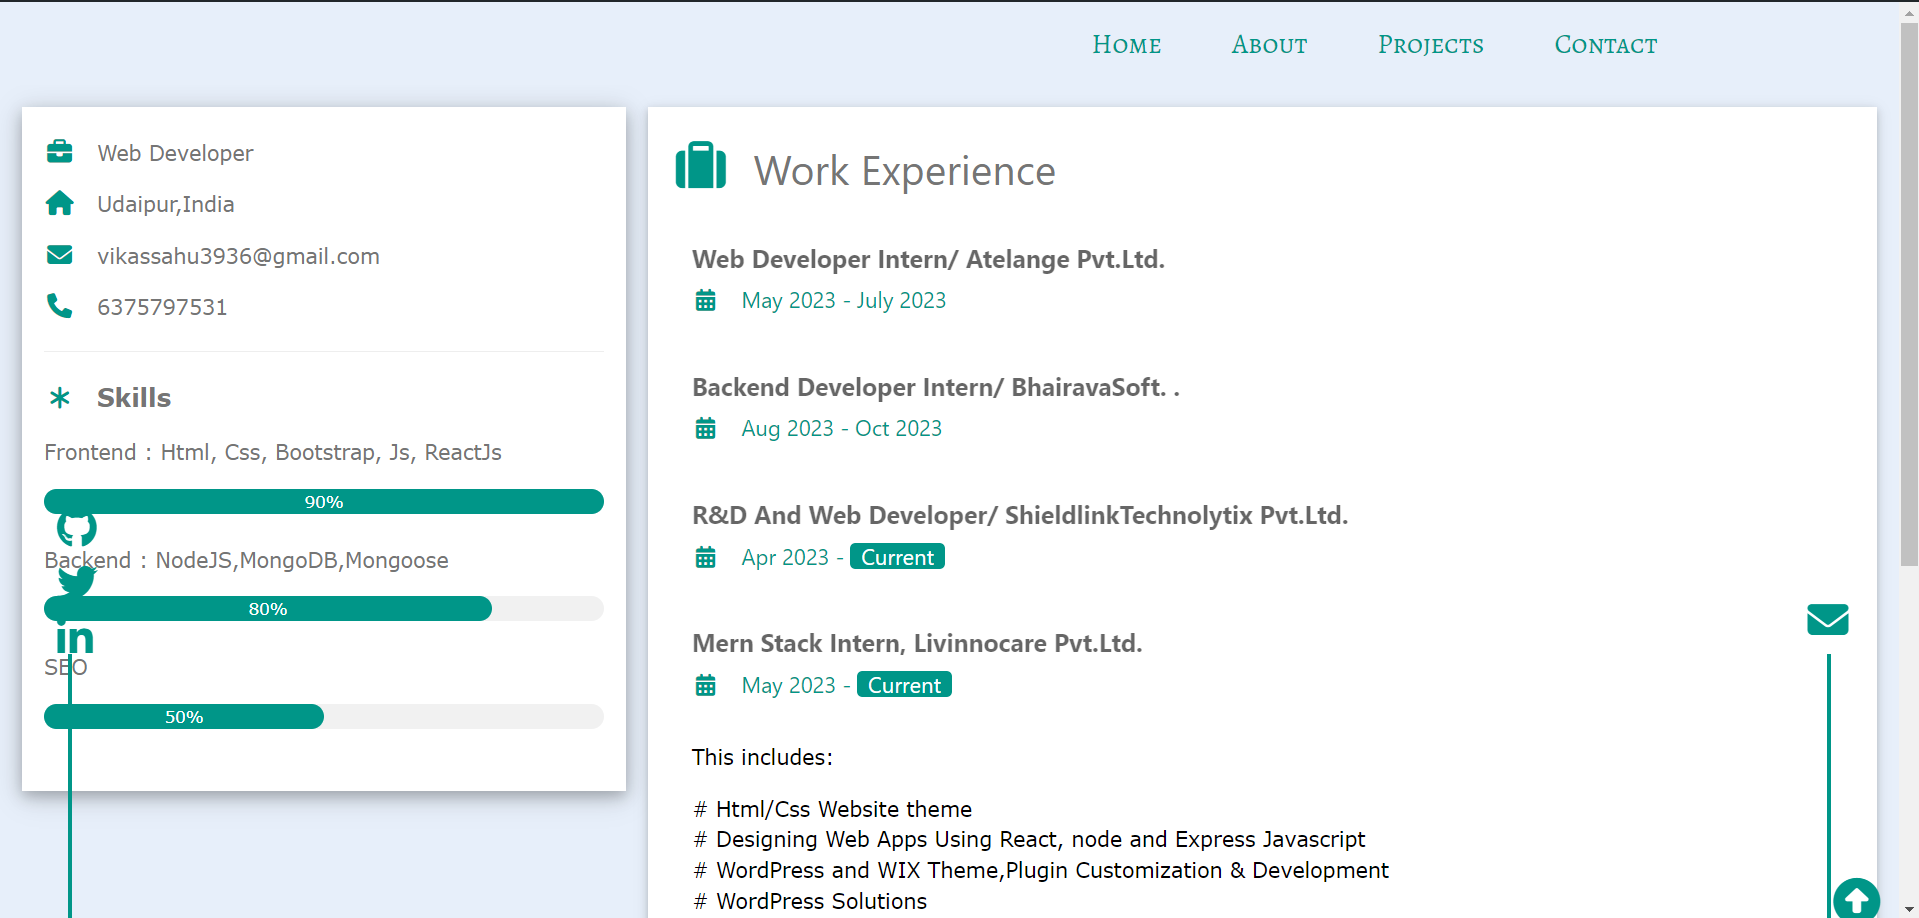 Home About Projects Contact
Web Developer
Udaipur,India
vikassahu3936@gmail.com
6375797531
Skills
Frontend : Html, Css, Bootstrap, Js, ReactJs
90%
Backend : NodeJS,MongoDB,Mongoose
80%
in
SEO
50%
Work Experience
Web Developer Intern/ Atelange Pvt.Ltd.
May 2023 - July 2023
Backend Developer Intern/ BhairavaSoft. .
Aug 2023 - Oct 2023
R&D And Web Developer/ ShieldlinkTechnolytix Pvt.Ltd.
Apr 2023 - Current
Mern Stack Intern, Livinnocare Pvt.Ltd.
May 2023 - Current
This includes:
# Html/Css Website theme
# Designing Web Apps Using React, node and Express Javascript
# WordPress and WIX Theme,Plugin Customization & Development
# WordPress Solutions